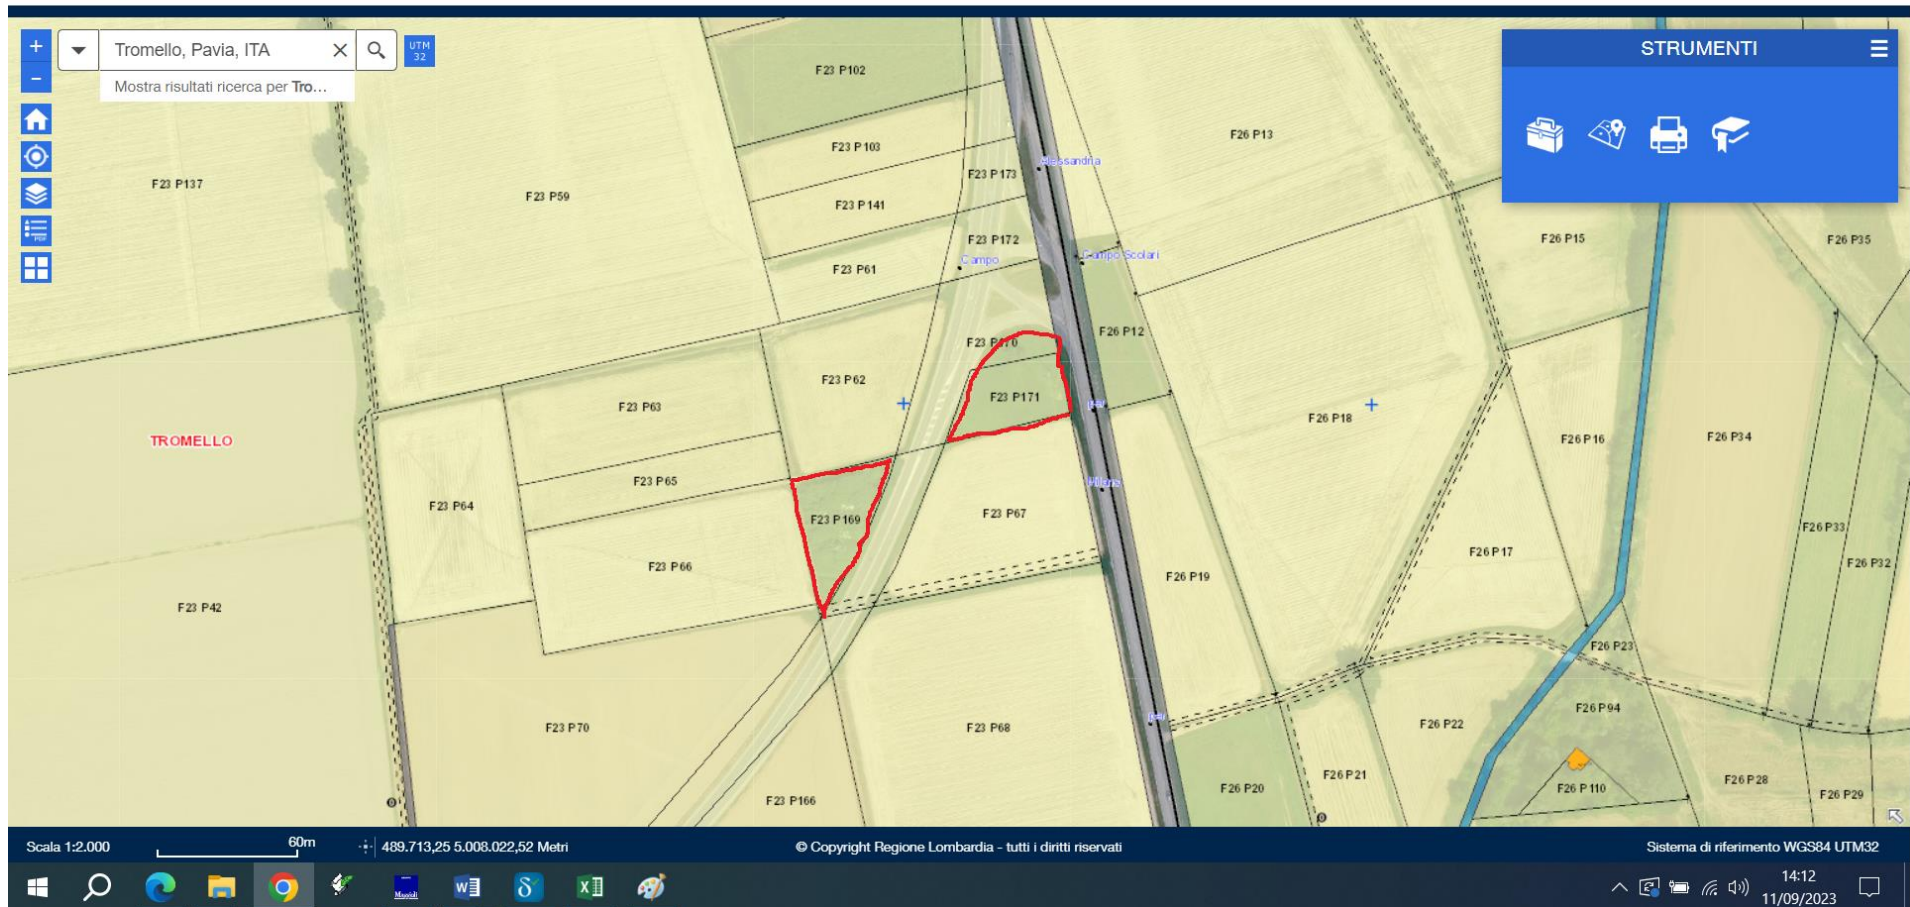 Tromello, Pavia, ITA
UTM
32
Mostra risultati ricerca per Tro...
STRUMENTI
F23 P102
F26 P13
F23 P103
Alessandria
F23 P173
F23 P137
F23 P59
F23 P141
F23 P172
F26 P15
F26 P35
Campo
Campo Scolari
F23 P61
F26 P12
F23 P170
F23 P62
F23 P171
F23 P63
per
F26 P18
TROMELLO
F26 P16
F26 P34
F23 P65
Milano
F23 P64
F23 P169
F23 P67
F26 P33
F26 P17
F23 P66
F26 P19
F26 P32
F23 P42
F26 P23
F26 P94
per
F23 P70
F23 P68
F26 P22
F26 P21
F26 P28
F26 P20
F26 P110
F26 P29
F23 P166
Scala 1:2.000
60m
489.713,25 5.008.022,52 Metri
© Copyright Regione Lombardia - tutti i diritti riservati
Sistema di riferimento WGS84 UTM32
14:12
11/09/2023